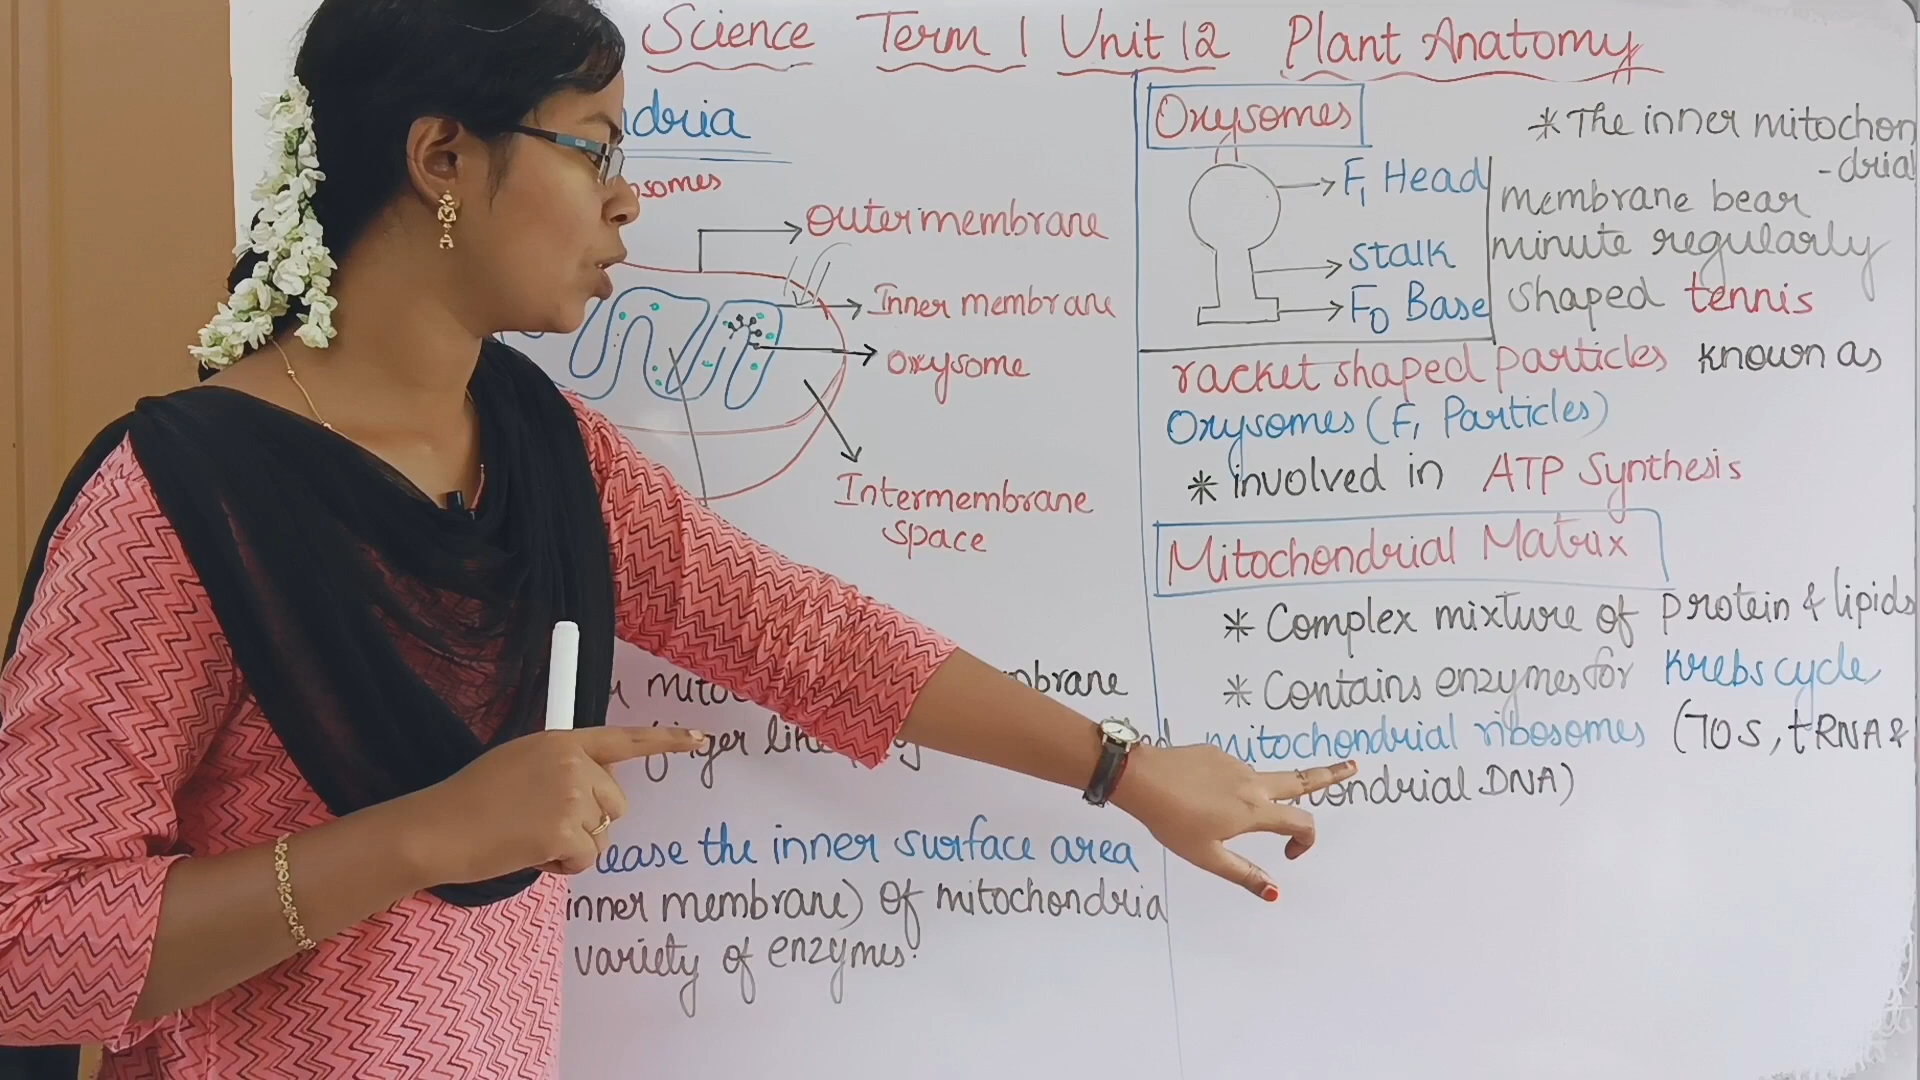 Science Term 1 Unit 12 Plant Anatomy
ndria
somes
Outer membrane
Inner membrane
Oxysome
Intermembrane
space
mbrane
ger lin
ease the inner surface area
inner membrane) of mitochondria
variety of enzymes.
Oxysomes
F1 Head
Stalk
F0 Base
* The inner mitochon
-drial
membrane bear
minute regularly
shaped tennis
racket shaped particles known as
Oxysomes (F1 Particles)
* involved in ATP Synthesis
Mitochondrial Matrix
* Complex mixture of protein & lipids
* Contains enzymes for Krebs cycle
mitochondrial ribosomes (70S, tRNA &
ondrial DNA)